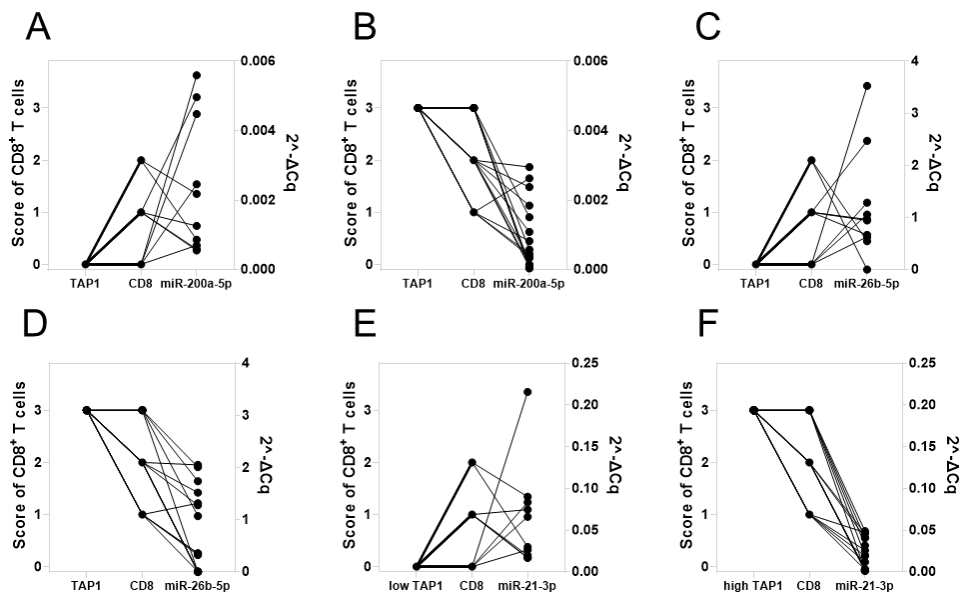 A
B
C
Score of CD8+ T cells
3
2
1
0
0.006
0.004
0.002
0.000
2^-ΔCq
TAP1 CD8 miR-200a-5p
Score of CD8+ T cells
3
2
1
0
0.006
0.004
0.002
0.000
2^-ΔCq
TAP1 CD8 miR-200a-5p
Score of CD8+ T cells
3
2
1
0
4
3
2
1
0
2^-ΔCq
TAP1 CD8 miR-26b-5p
D
E
F
Score of CD8+ T cells
3
2
1
0
4
3
2
1
0
2^-ΔCq
TAP1 CD8 miR-26b-5p
Score of CD8+ T cells
3
2
1
0
0.25
0.20
0.15
0.10
0.05
0.00
2^-ΔCq
low TAP1 CD8 miR-21-3p
Score of CD8+ T cells
3
2
1
0
0.25
0.20
0.15
0.10
0.05
0.00
2^-ΔCq
high TAP1 CD8 miR-21-3p